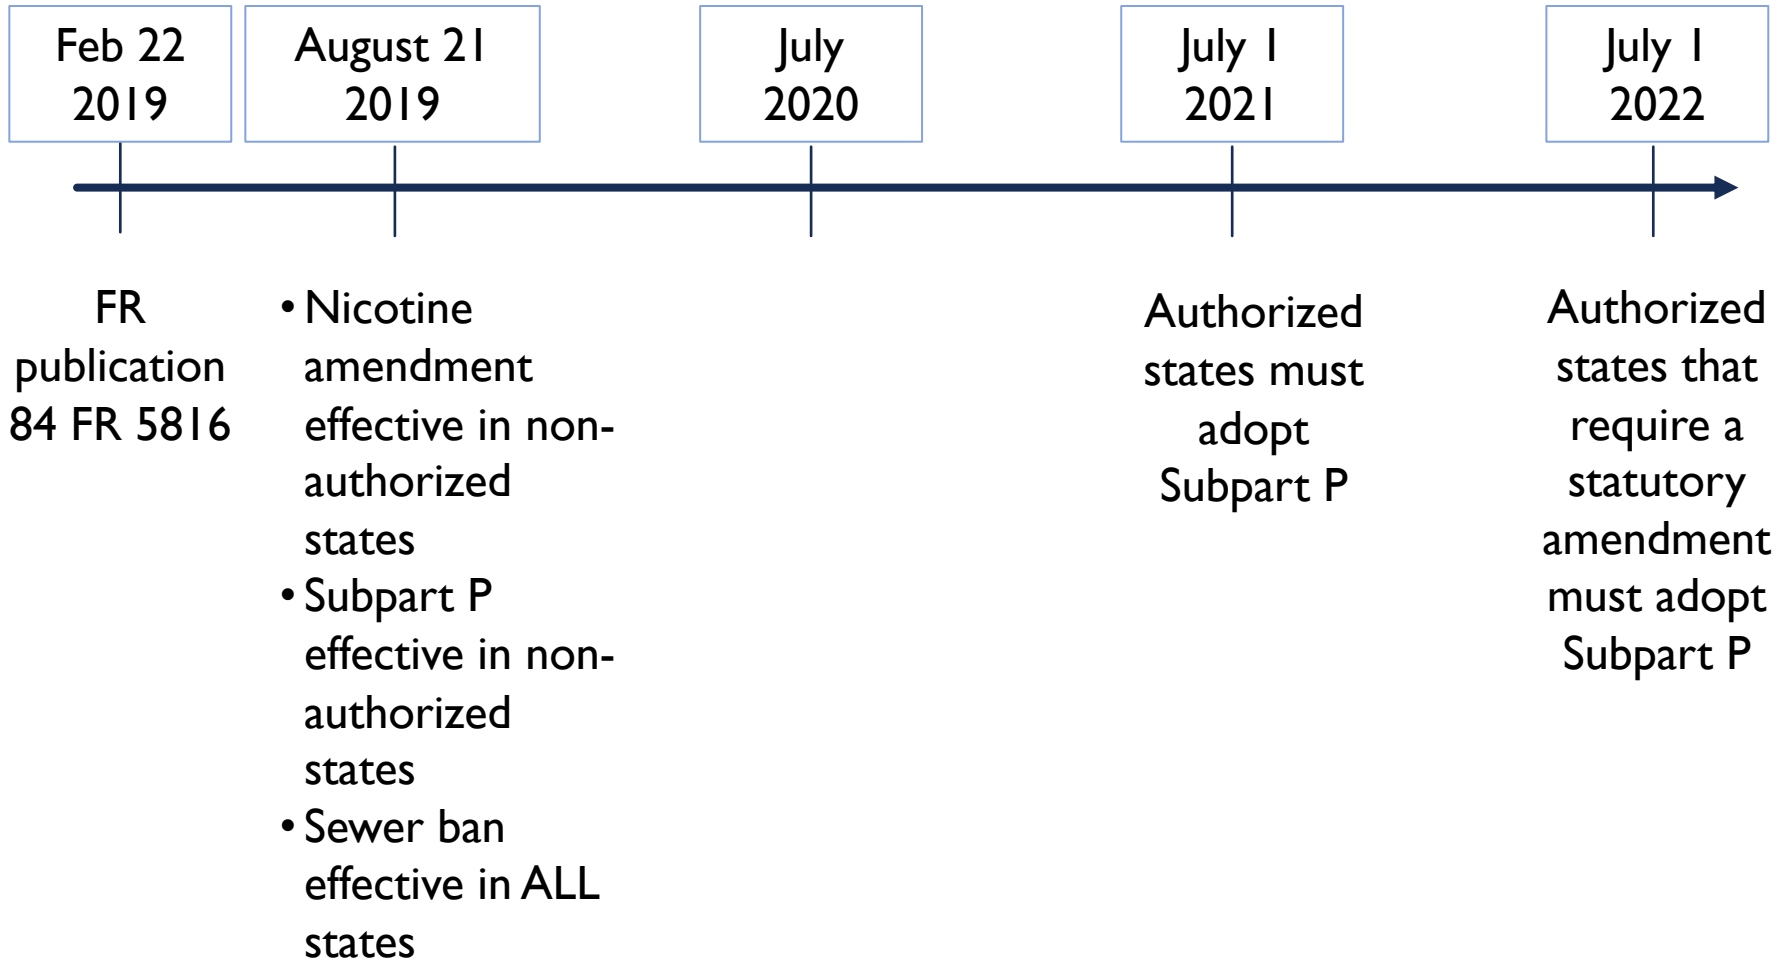 Feb 22
2019
August 21
2019
July
2020
July 1
2021
July 1
2022
FR
publication
84 FR 5816
• Nicotine
amendment
effective in non-
authorized
states
• Subpart P
effective in non-
authorized
states
• Sewer ban
effective in ALL
states
Authorized
states must
adopt
Subpart P
Authorized
states that
require a
statutory
amendment
must adopt
Subpart P